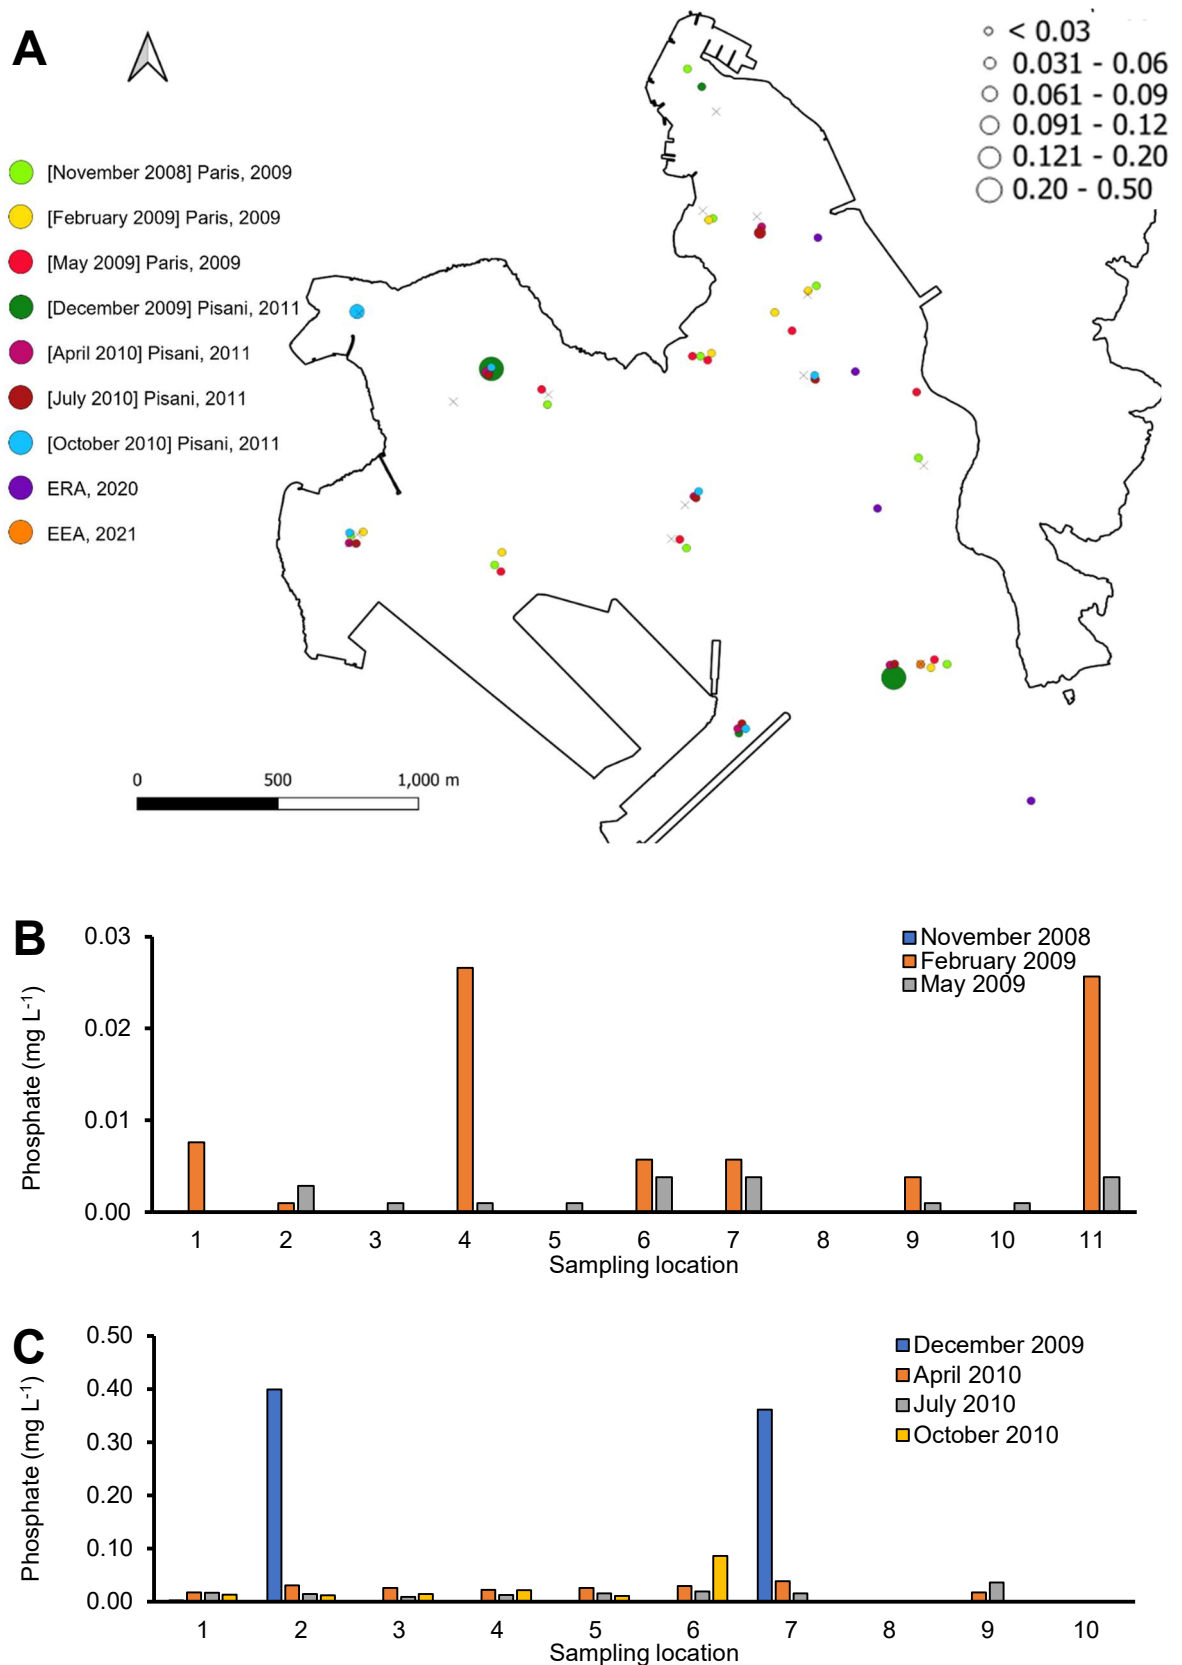 A
< 0.03
0.031 - 0.06
0.061 - 0.09
0.091 - 0.12
0.121 - 0.20
0.20 - 0.50
[November 2008] Paris, 2009
[February 2009] Paris, 2009
[May 2009] Paris, 2009
[December 2009] Pisani, 2011
[April 2010] Pisani, 2011
[July 2010] Pisani, 2011
[October 2010] Pisani, 2011
ERA, 2020
EEA, 2021
0 500 1,000 m
B
Phosphate (mg L⁻¹)
0.03
0.02
0.01
0.00
November 2008
February 2009
May 2009
1 2 3 4 5 6 7 8 9 10 11
Sampling location
C
Phosphate (mg L⁻¹)
0.50
0.40
0.30
0.20
0.10
0.00
December 2009
April 2010
July 2010
October 2010
1 2 3 4 5 6 7 8 9 10
Sampling location